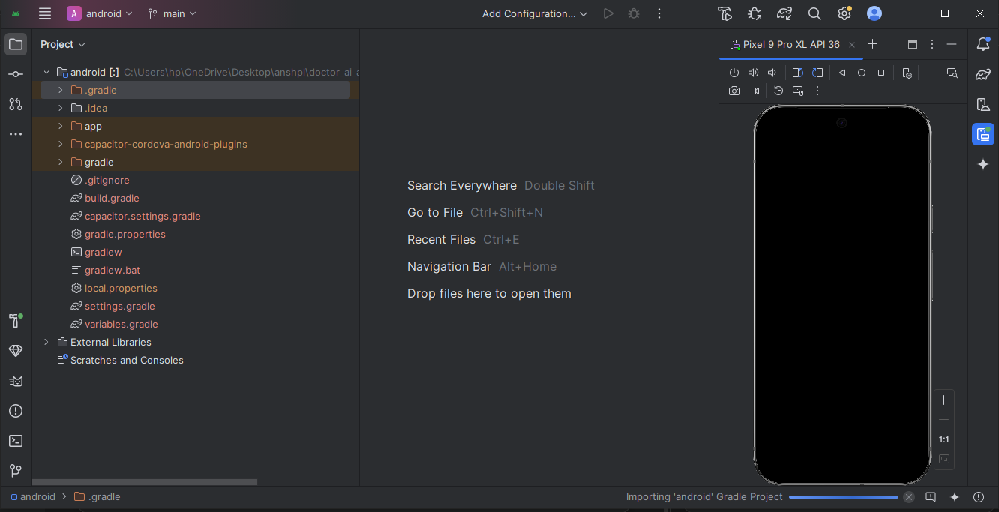 A android main Add Configuration...
Project
Pixel 9 Pro XL API 36
android [:] C:\Users\hp\OneDrive\Desktop\anshpl\doctor_ai_a
.gradle
.idea
app
capacitor-cordova-android-plugins
gradle
.gitignore
build.gradle
capacitor.settings.gradle
gradle.properties
gradlew
gradlew.bat
local.properties
settings.gradle
variables.gradle
External Libraries
Scratches and Consoles
Search Everywhere Double Shift
Go to File Ctrl+Shift+N
Recent Files Ctrl+E
Navigation Bar Alt+Home
Drop files here to open them
1:1
android > .gradle
Importing 'android' Gradle Project